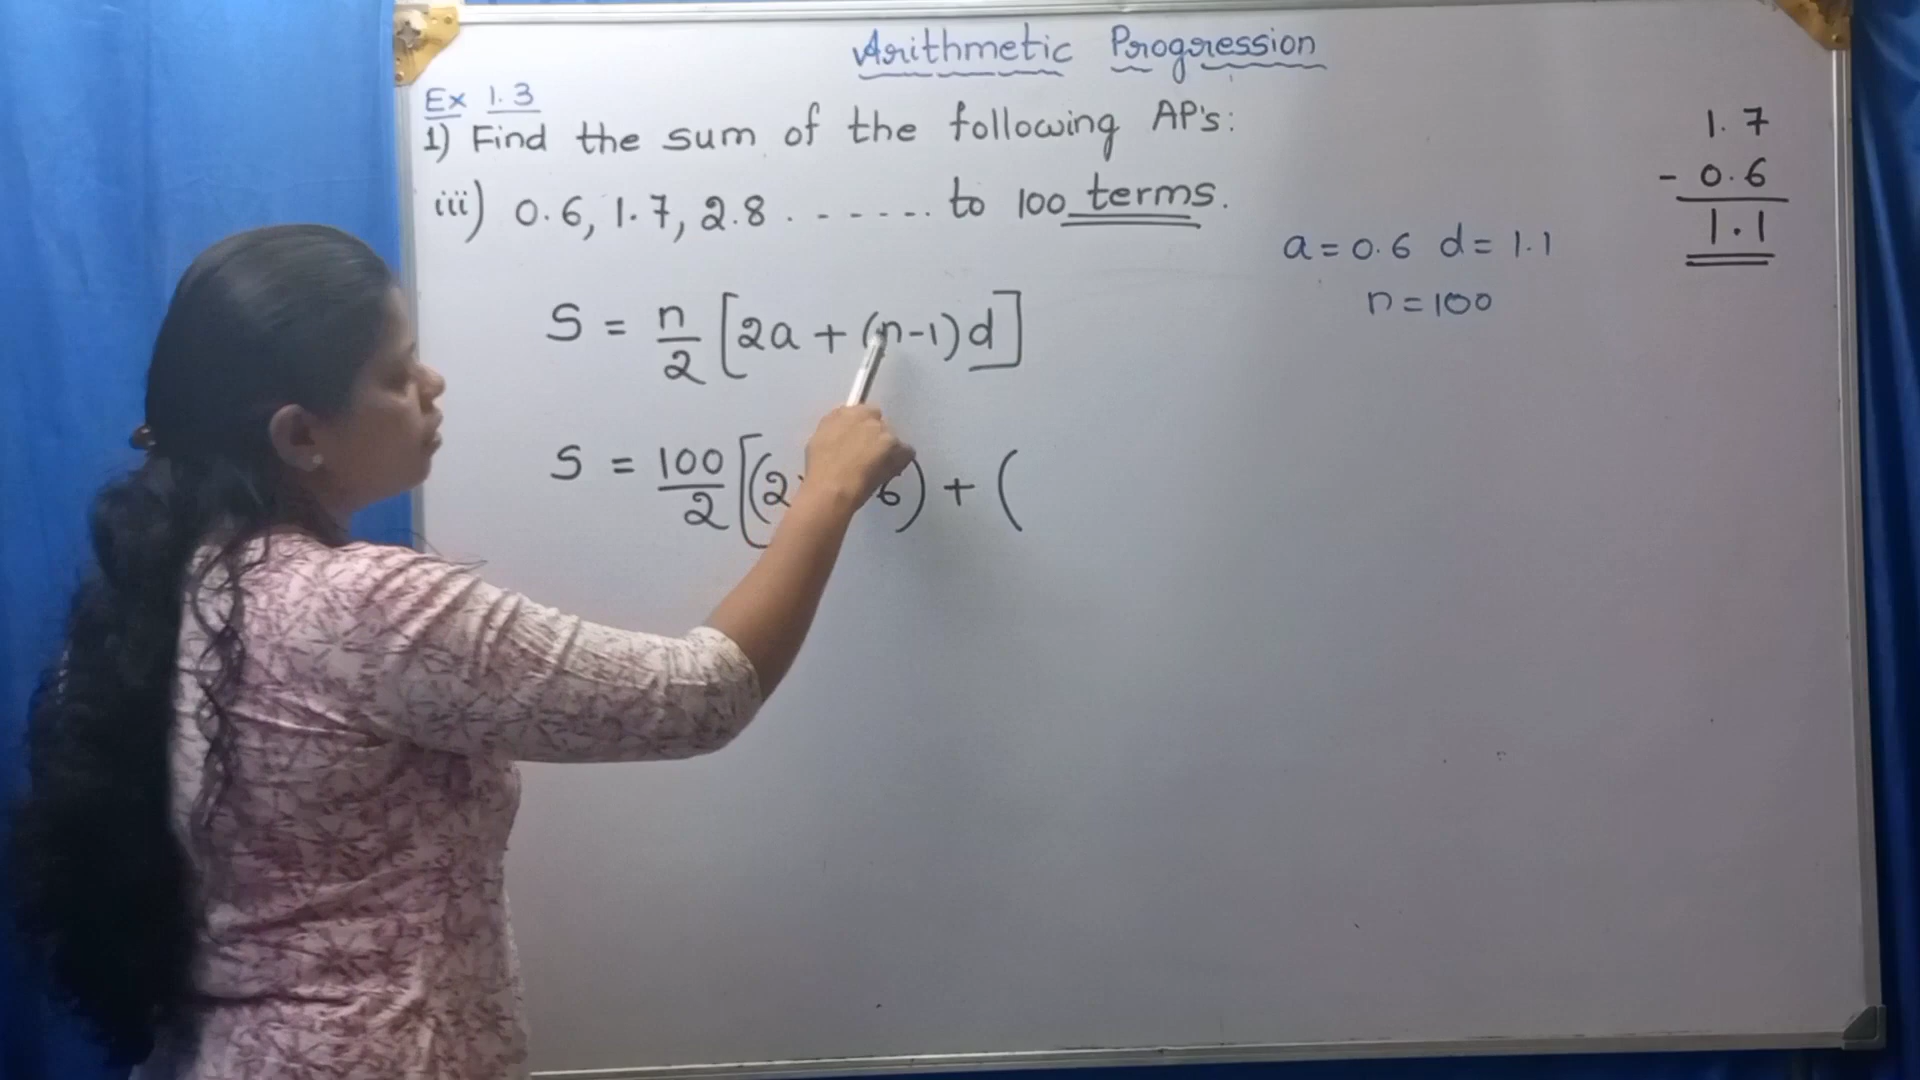 Arithmetic Progression
Ex 1.3
1) Find the sum of the following AP's:
iii) 0.6, 1.7, 2.8 . - - - - - . . to 100 terms.
a = 0.6 d = 1.1
n = 100
1.7
- 0.6
1.1
S = n/2 [2a + (n-1)d]
S = 100/2 [(2 6) + (